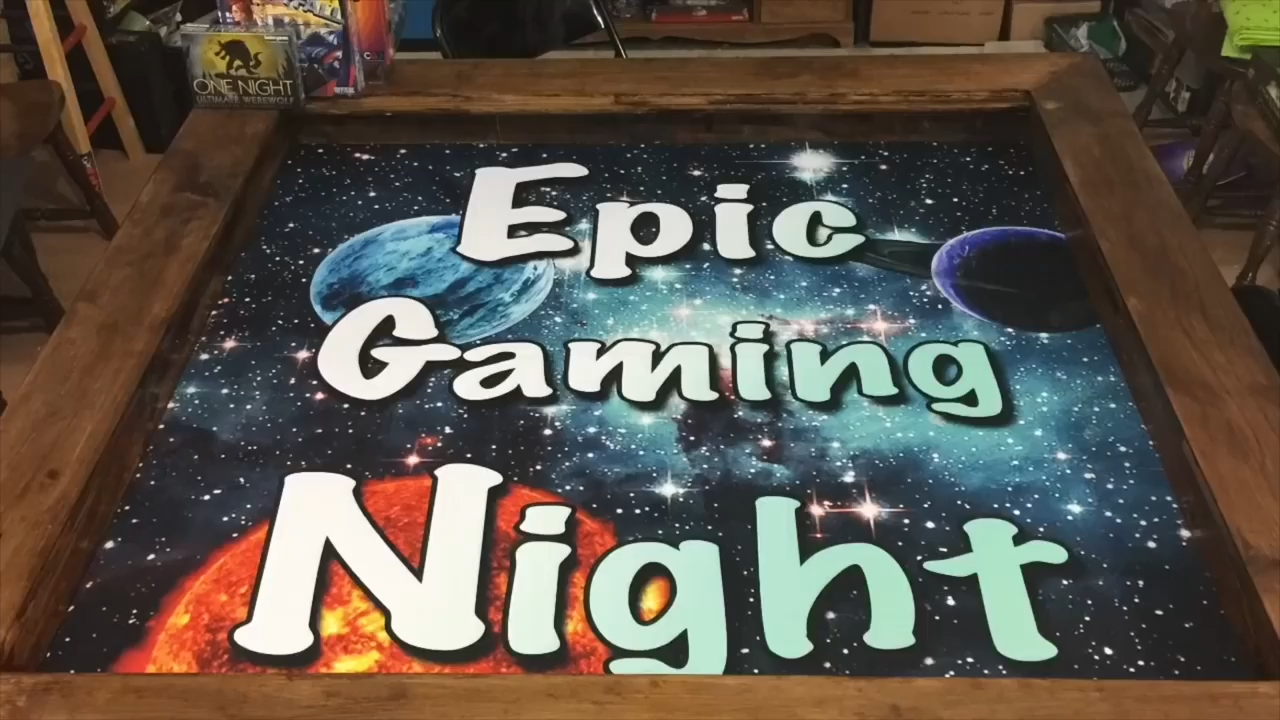 ONE NIGHT
ULTIMATE WEREWOLF
Epic
Gaming
Night